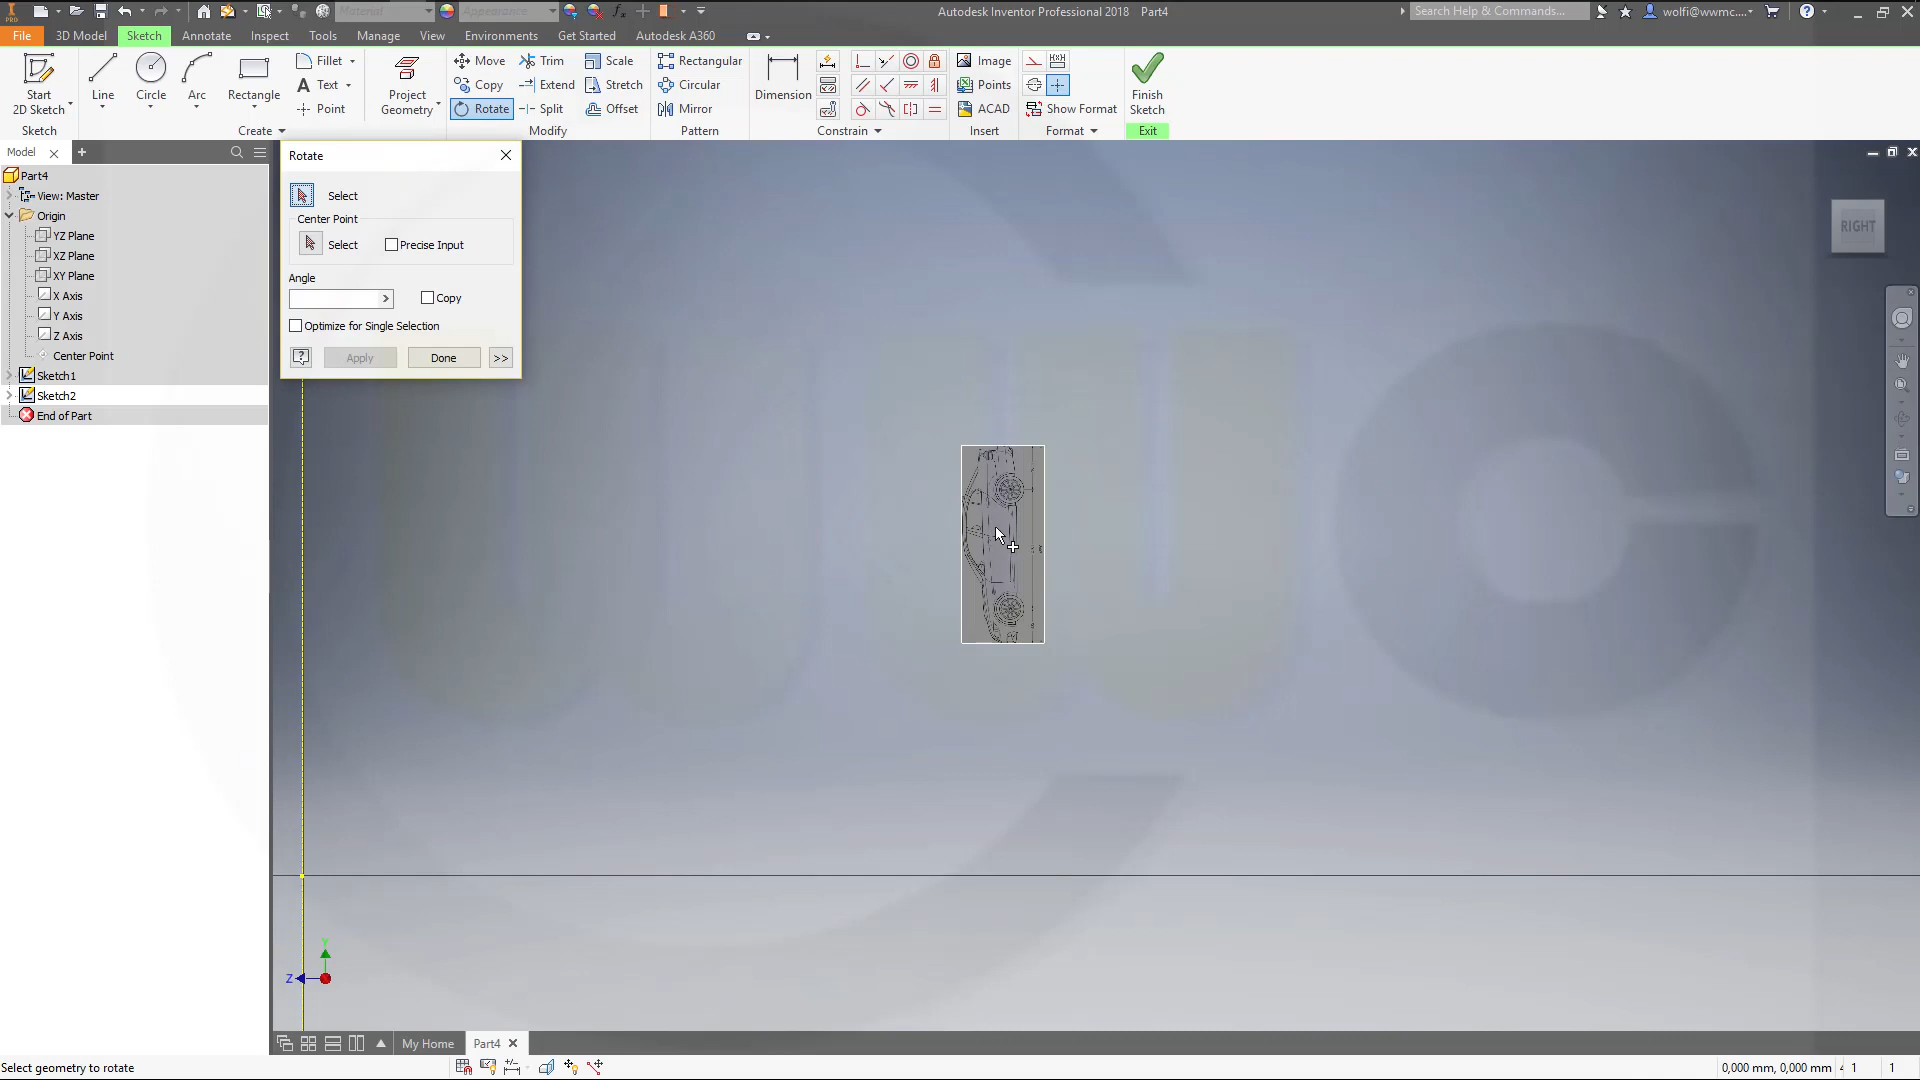 PRO
Material
Appearance
Autodesk Inventor Professional 2018 Part4
Search Help & Commands...
wolfi@wwmc....
File 3D Model Sketch Annotate Inspect Tools Manage View Environments Get Started Autodesk A360
Start 2D Sketch
Line
Circle
Arc
Rectangle
Fillet
Text
Point
Project Geometry
Move
Copy
Rotate
Trim
Extend
Split
Scale
Stretch
Offset
Rectangular
Circular
Mirror
Dimension
Image
Points
ACAD
Show Format
Finish Sketch
Sketch Create Modify Pattern Constrain Insert Format Exit
Model
Part4
View: Master
Origin
YZ Plane
XZ Plane
XY Plane
X Axis
Y Axis
Z Axis
Center Point
Sketch1
Sketch2
End of Part
Rotate
Select
Center Point
Select Precise Input
Angle
Copy
Optimize for Single Selection
Apply Done >>
RIGHT
Y
Z
My Home Part4
Select geometry to rotate
0,000 mm, 0,000 mm 4 1 1